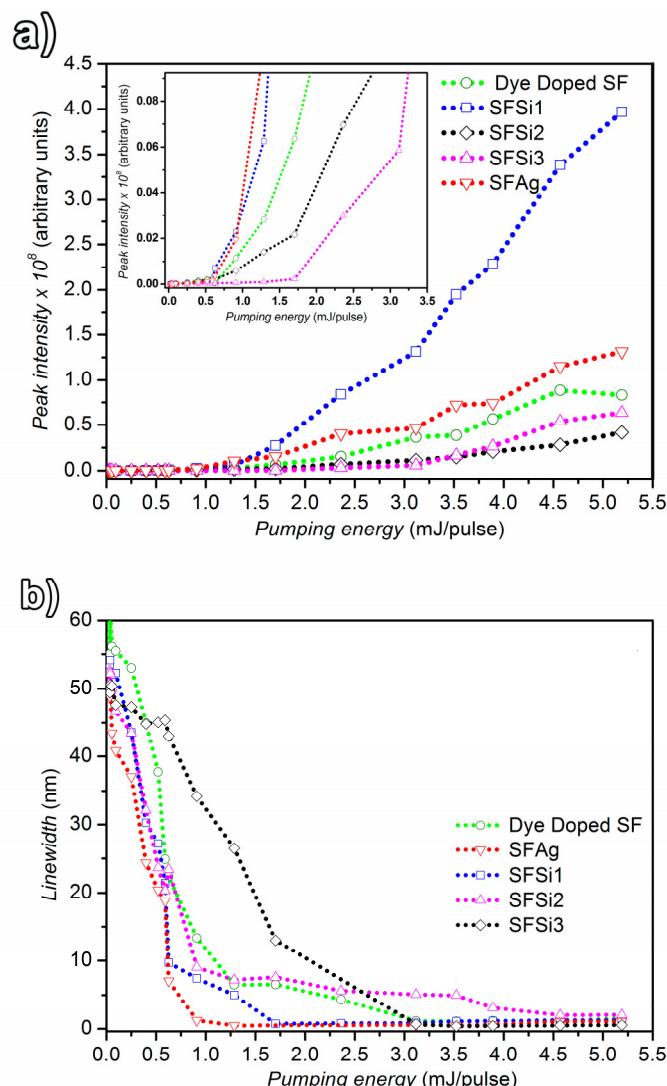 a)
4.5
4.0
3.5
3.0
2.5
2.0
1.5
1.0
0.5
0.0
Peak intensity x 10⁸ (arbitrary units)
0.08
0.06
0.04
0.02
0.00
Peak intensity x 10⁸ (arbitrary units)
0.0 0.5 1.0 1.5 2.0 2.5 3.0 3.5
Pumping energy (mJ/pulse)
Dye Doped SF
SFSi1
SFSi2
SFSi3
SFAg
0.0 0.5 1.0 1.5 2.0 2.5 3.0 3.5 4.0 4.5 5.0 5.5
Pumping energy (mJ/pulse)
b)
60
50
40
30
20
10
0
Linewidth (nm)
Dye Doped SF
SFAg
SFSi1
SFSi2
SFSi3
0.0 0.5 1.0 1.5 2.0 2.5 3.0 3.5 4.0 4.5 5.0 5.5
Pumping energy (mJ/pulse)